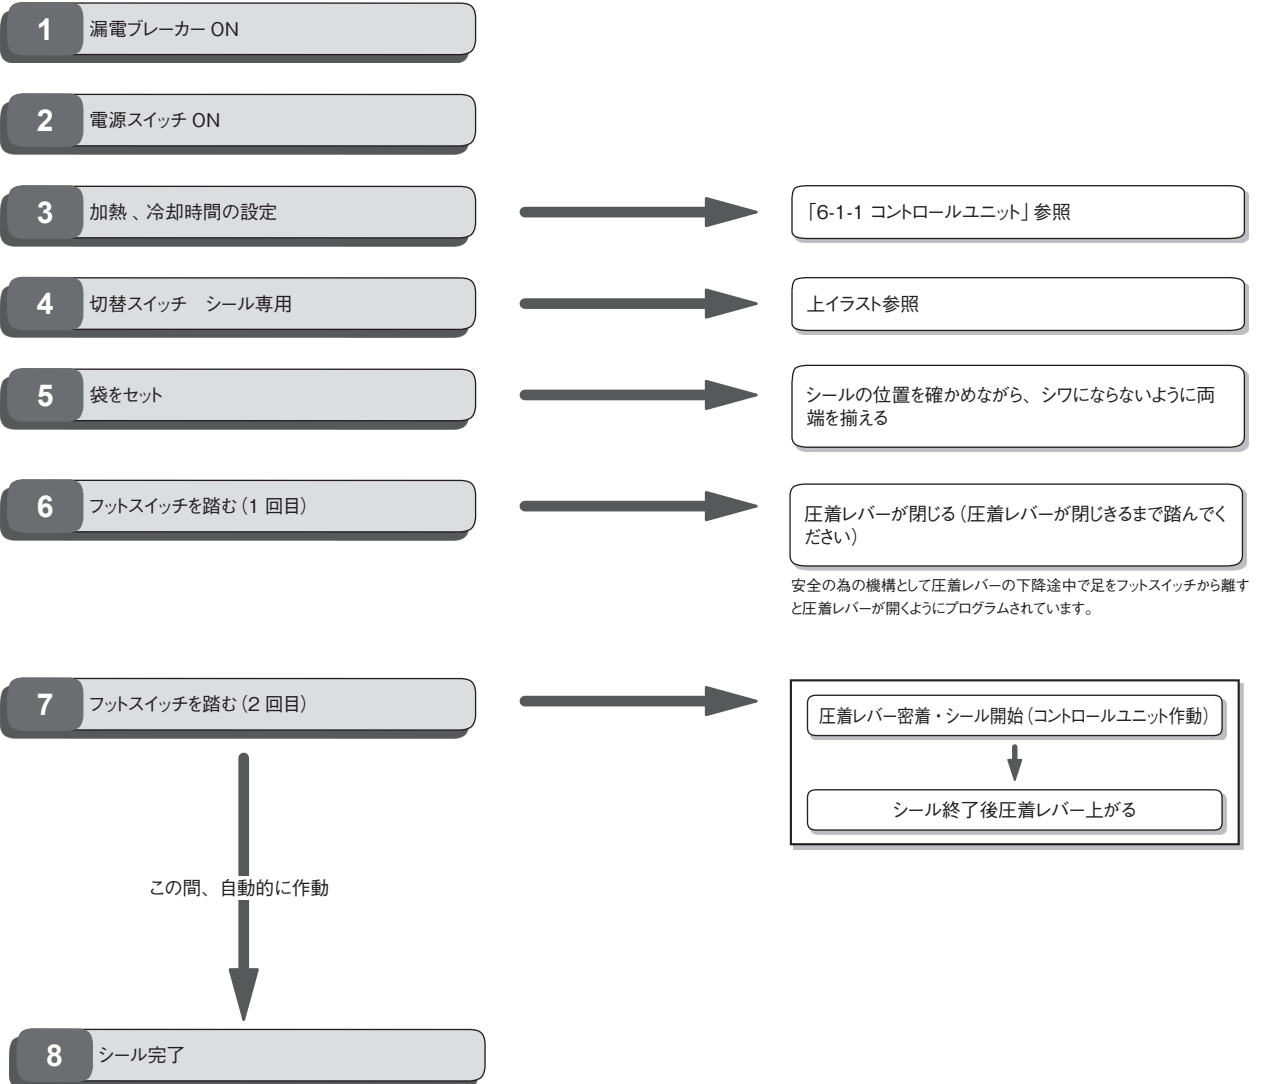 1 漏電ブレーカー ON
2 電源スイッチ ON
3 加熱、冷却時間の設定
「6-1-1 コントロールユニット」参照
4 切替スイッチ　シール専用
上イラスト参照
5 袋をセット
シールの位置を確かめながら、シワにならないように両
端を揃える
6 フットスイッチを踏む（1 回目）
圧着レバーが閉じる（圧着レバーが閉じきるまで踏んでく
ださい）
安全の為の機構として圧着レバーの下降途中で足をフットスイッチから離す
と圧着レバーが開くようにプログラムされています。
7 フットスイッチを踏む（2 回目）
圧着レバー密着・シール開始（コントロールユニット作動）
シール終了後圧着レバー上がる
この間、自動的に作動
8 シール完了